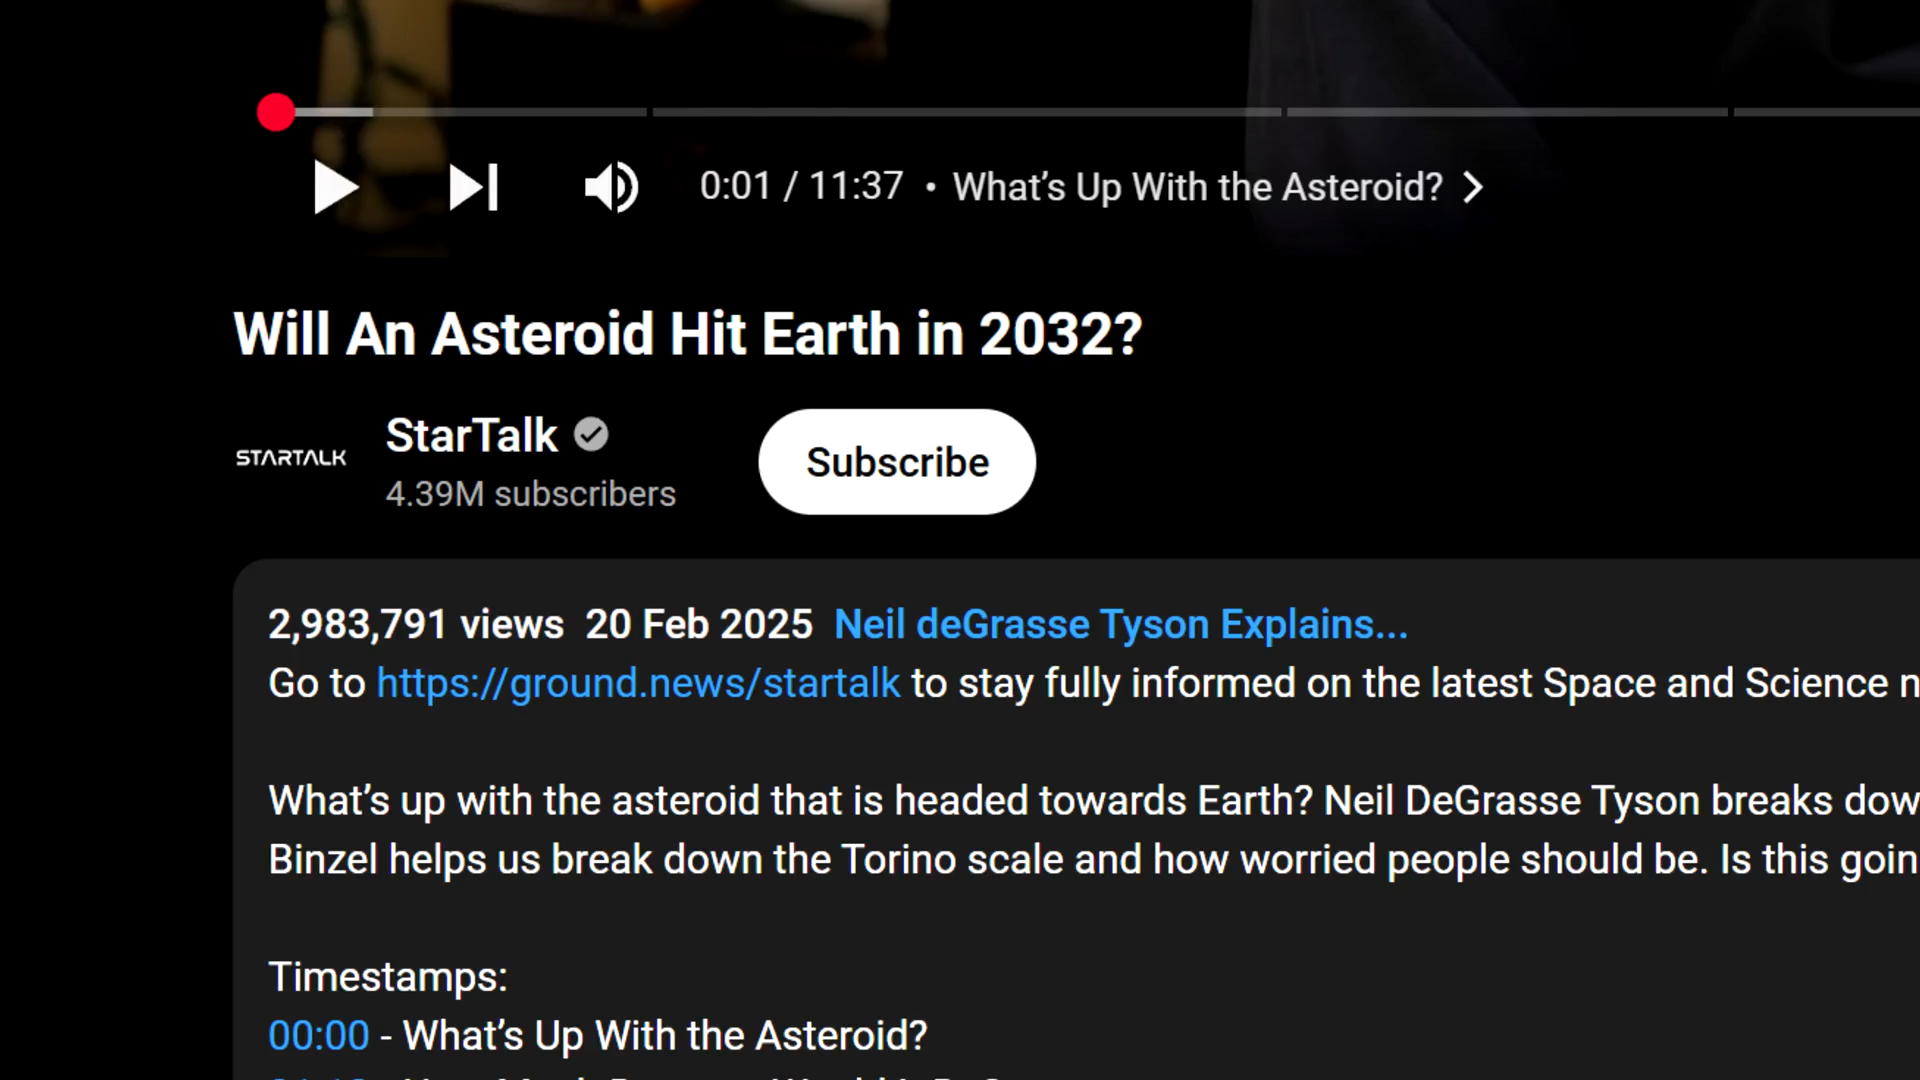 0:01 / 11:37 • What’s Up With the Asteroid?
Will An Asteroid Hit Earth in 2032?
STARTALK
StarTalk
4.39M subscribers
Subscribe
2,983,791 views 20 Feb 2025 Neil deGrasse Tyson Explains...
Go to https://ground.news/startalk to stay fully informed on the latest Space and Science
What’s up with the asteroid that is headed towards Earth? Neil DeGrasse Tyson breaks
Binzel helps us break down the Torino scale and how worried people should be. Is this
Timestamps:
00:00 - What’s Up With the Asteroid?